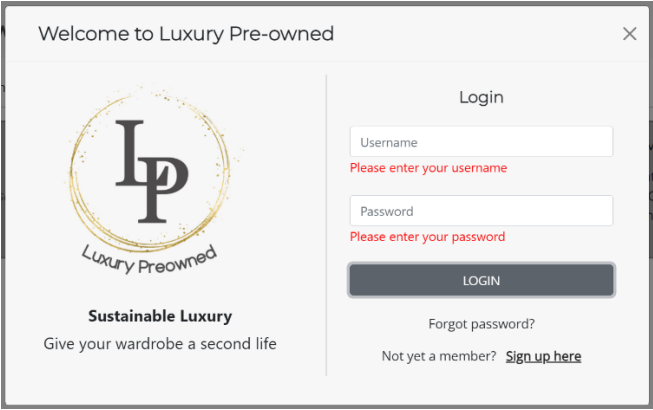 Welcome to Luxury Pre-owned
LP
Luxury Preowned
Sustainable Luxury
Give your wardrobe a second life
Login
Username
Please enter your username
Password
Please enter your password
LOGIN
Forgot password?
Not yet a member? Sign up here